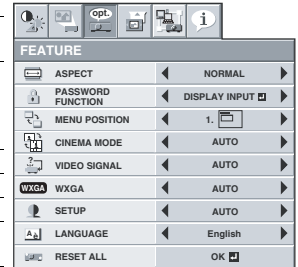 opt.
i
FEATURE
ASPECT NORMAL
PASSWORD
FUNCTION DISPLAY INPUT
MENU POSITION 1.
CINEMA MODE AUTO
VIDEO SIGNAL AUTO
WXGA WXGA AUTO
SETUP AUTO
LANGUAGE English
RESET ALL OK